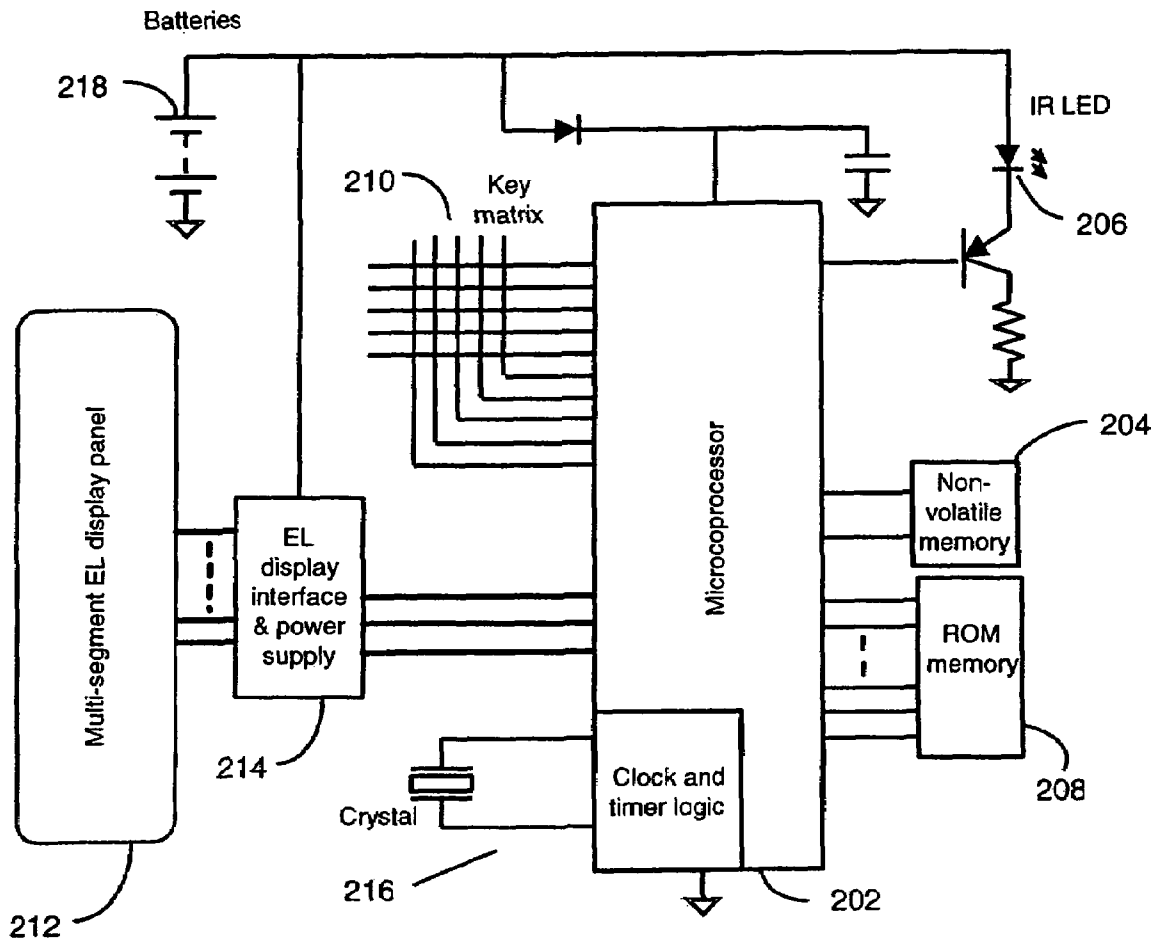 Batteries
218
IR LED
210
Key
matrix
206
204
Multi-segment EL display panel
EL
display
interface
& power
supply
Microcoprocessor
Non-
volatile
memory
ROM
memory
214
Crystal
Clock and
timer logic
208
216
202
212